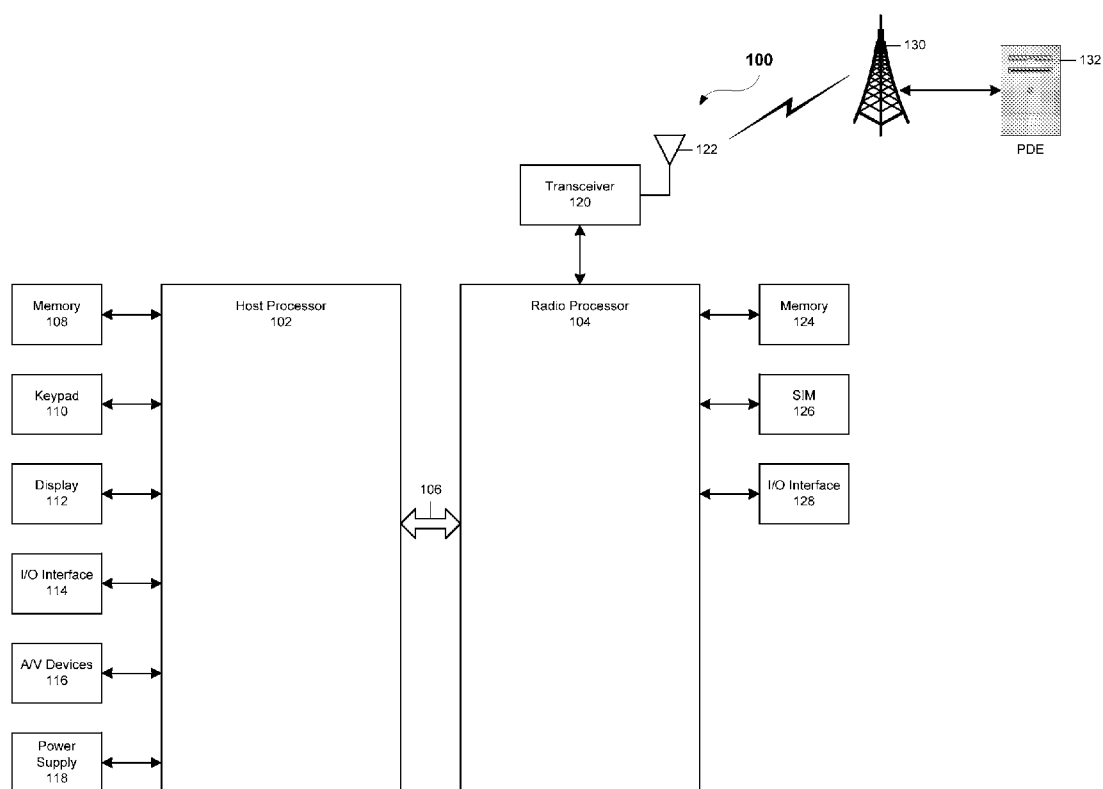 130
132
100
PDE
122
Transceiver
120
Memory
108
Host Processor
102
Radio Processor
104
Memory
124
Keypad
110
SIM
126
Display
112
106
I/O Interface
128
I/O Interface
114
A/V Devices
116
Power
Supply
118